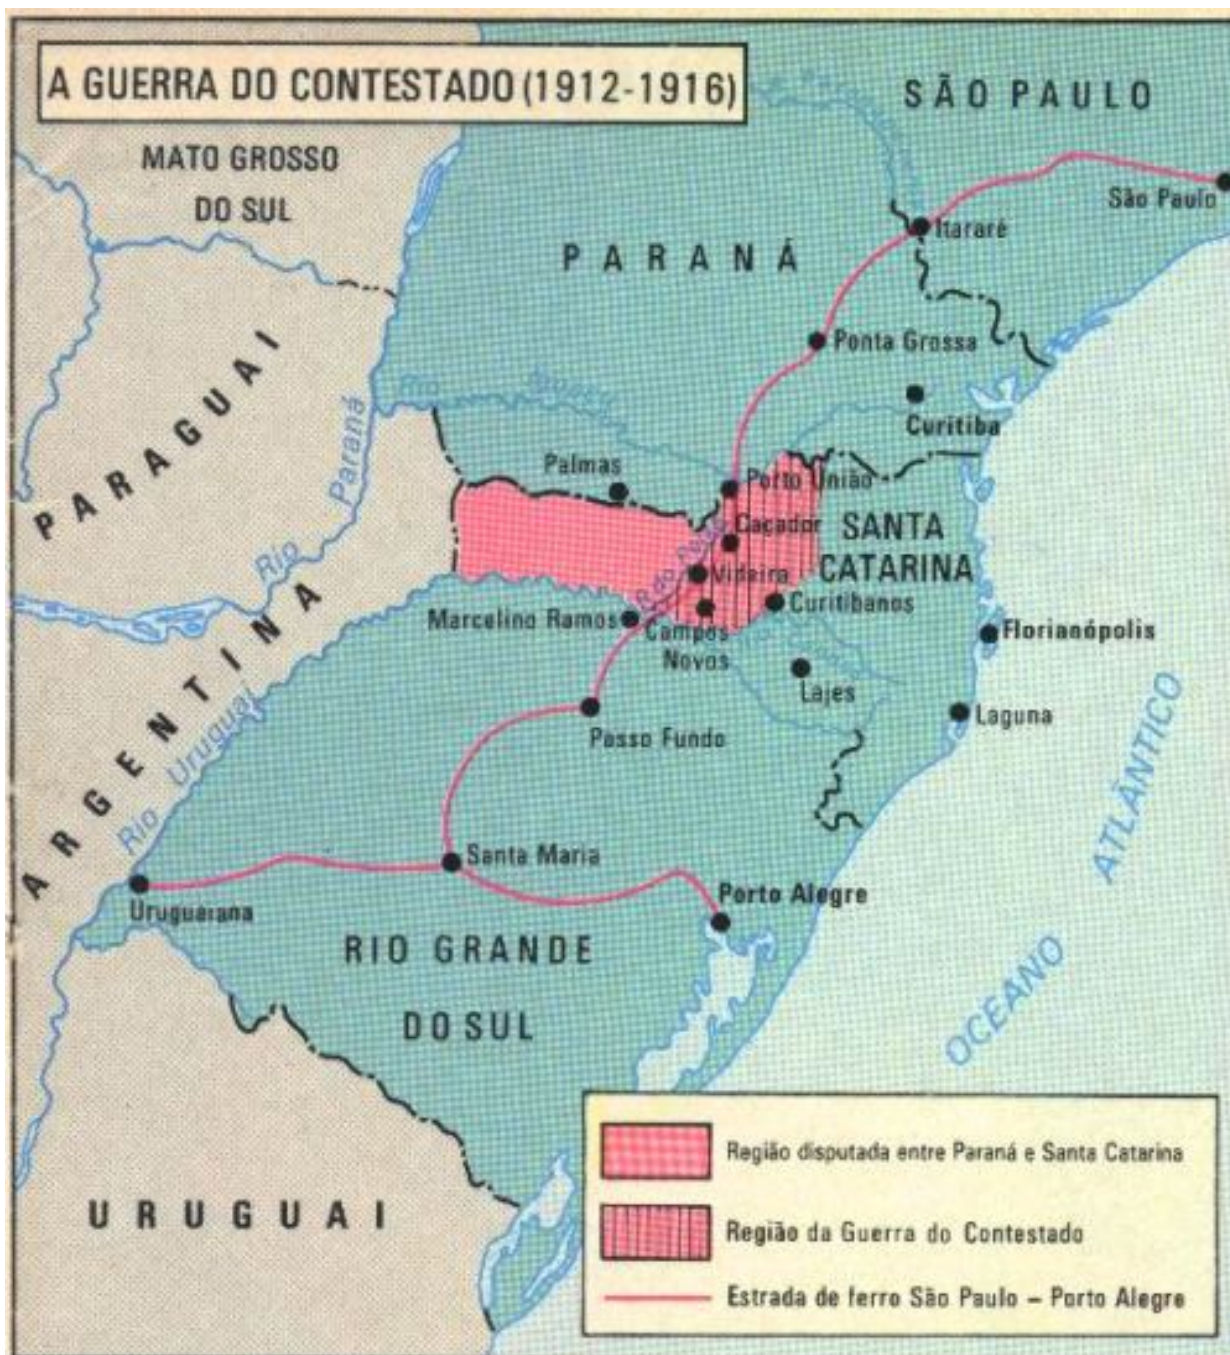 A GUERRA DO CONTESTADO (1912-1916)
SÃO PAULO
MATO GROSSO
DO SUL
São Paulo
Itararé
PARANÁ
PARAGUAI
Rio Paraná
Ponta Grossa
Rio Iguaçu
Curitiba
Palmas
Porto União
Caçador
SANTA
CATARINA
R. do Peixe
Videira
Curitibanos
Marcelino Ramos
Campos
Novos
Florianópolis
Lajes
Laguna
Passo Fundo
ARGENTINA
Rio Uruguai
Santa Maria
Uruguaiana
Porto Alegre
RIO GRANDE
DO SUL
OCEANO ATLÂNTICO
URUGUAI
Região disputada entre Paraná e Santa Catarina
Região da Guerra do Contestado
Estrada de ferro São Paulo – Porto Alegre